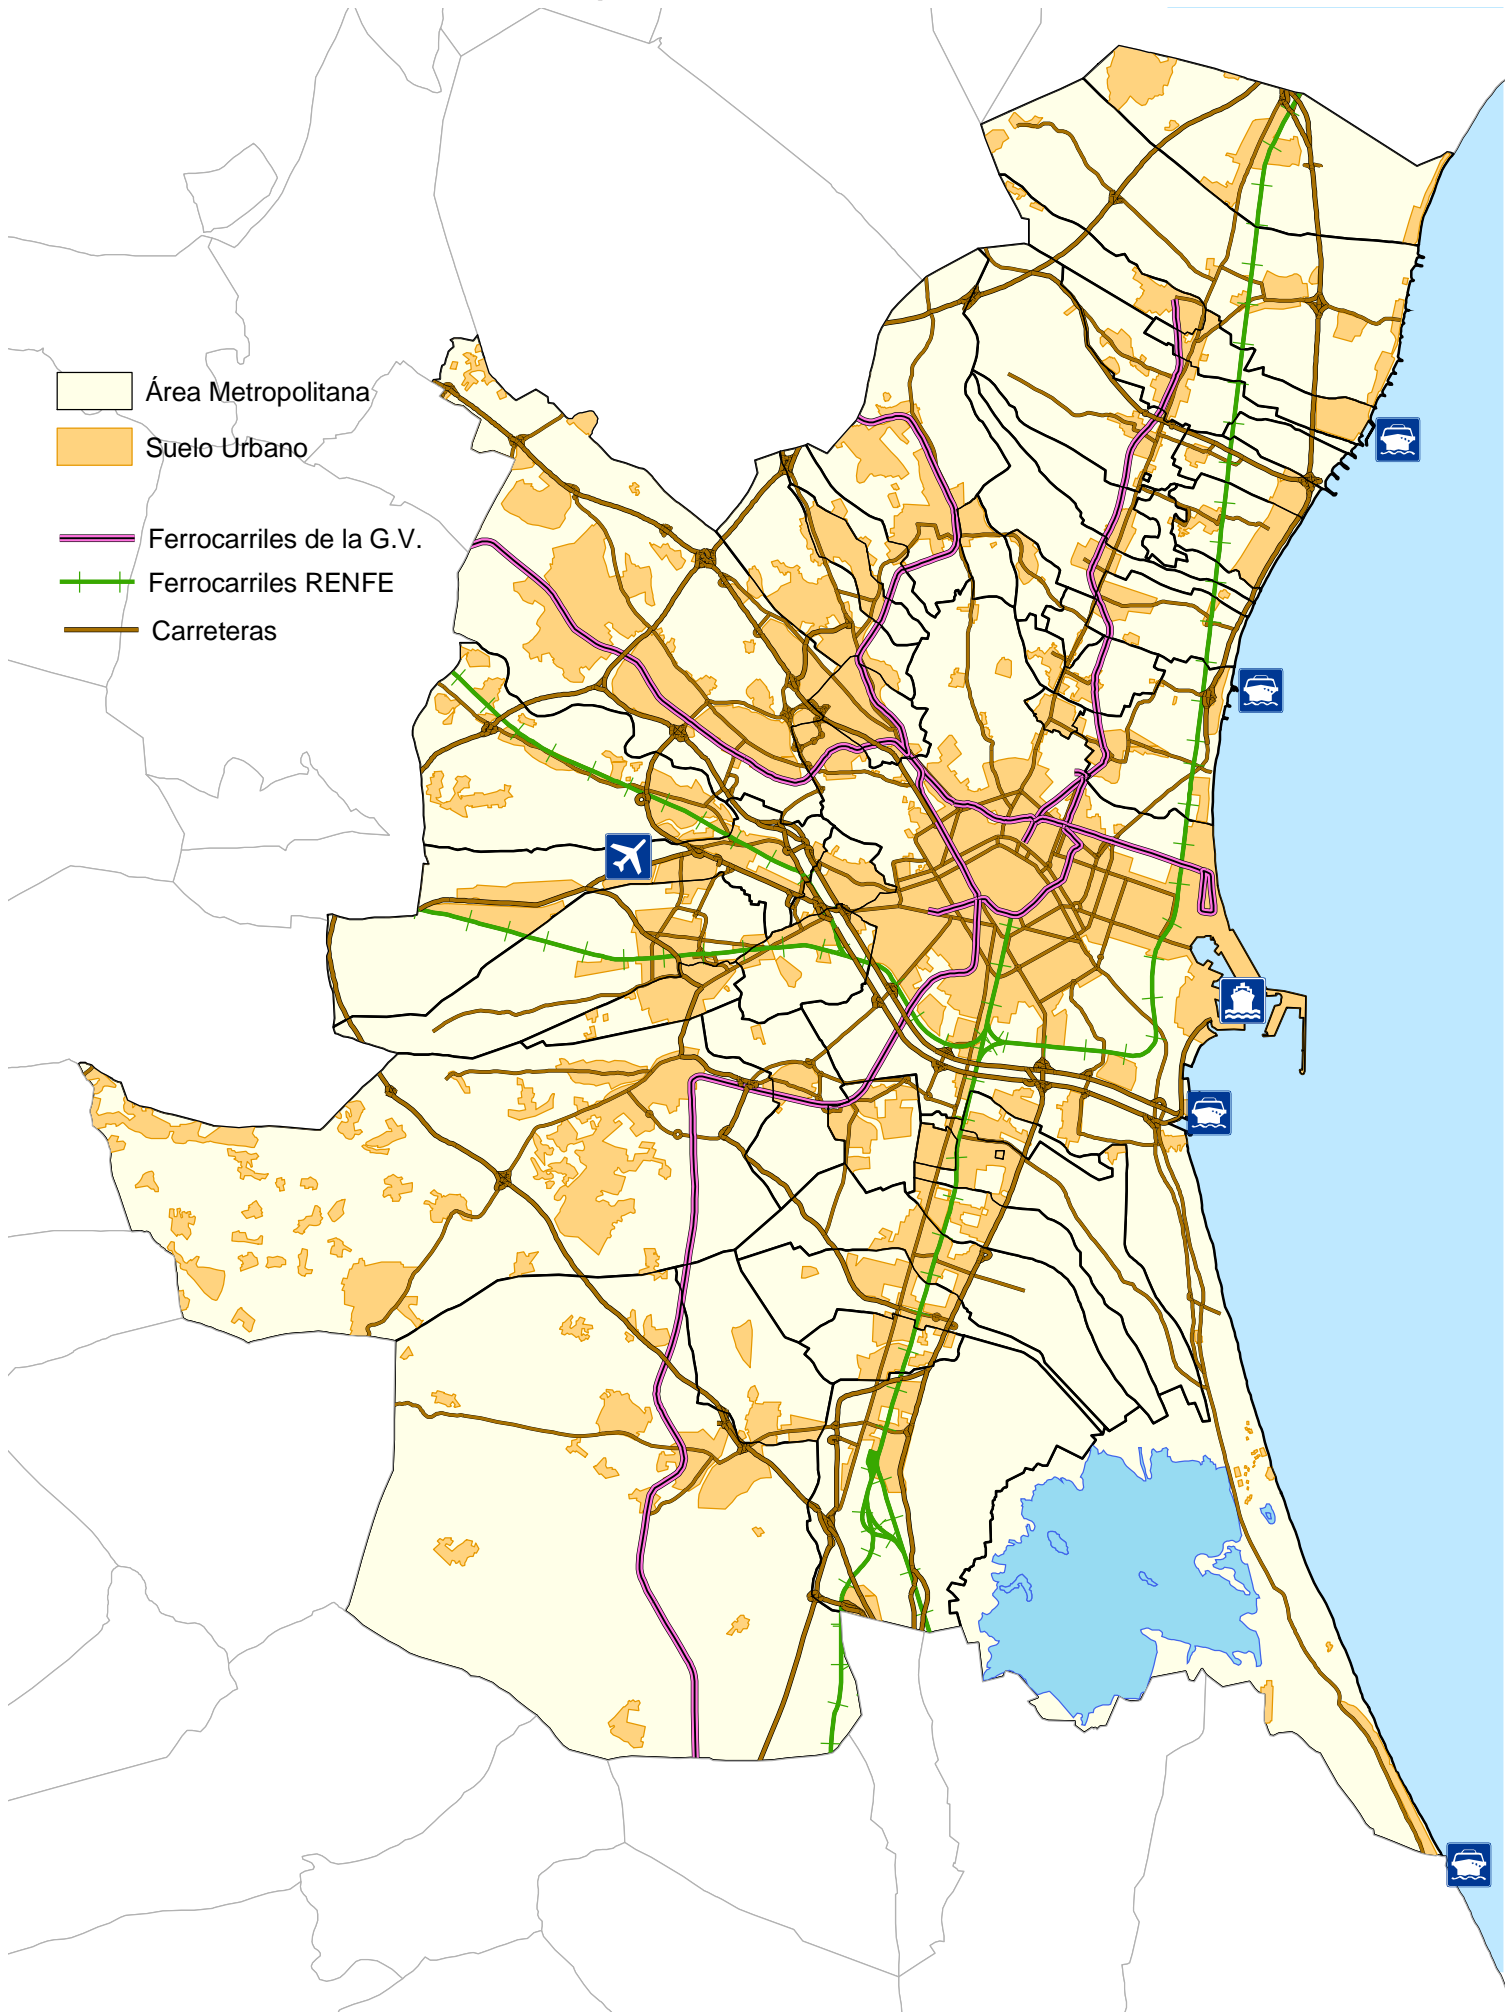 Área Metropolitana
Suelo Urbano
Ferrocarriles de la G.V.
Ferrocarriles RENFE
Carreteras